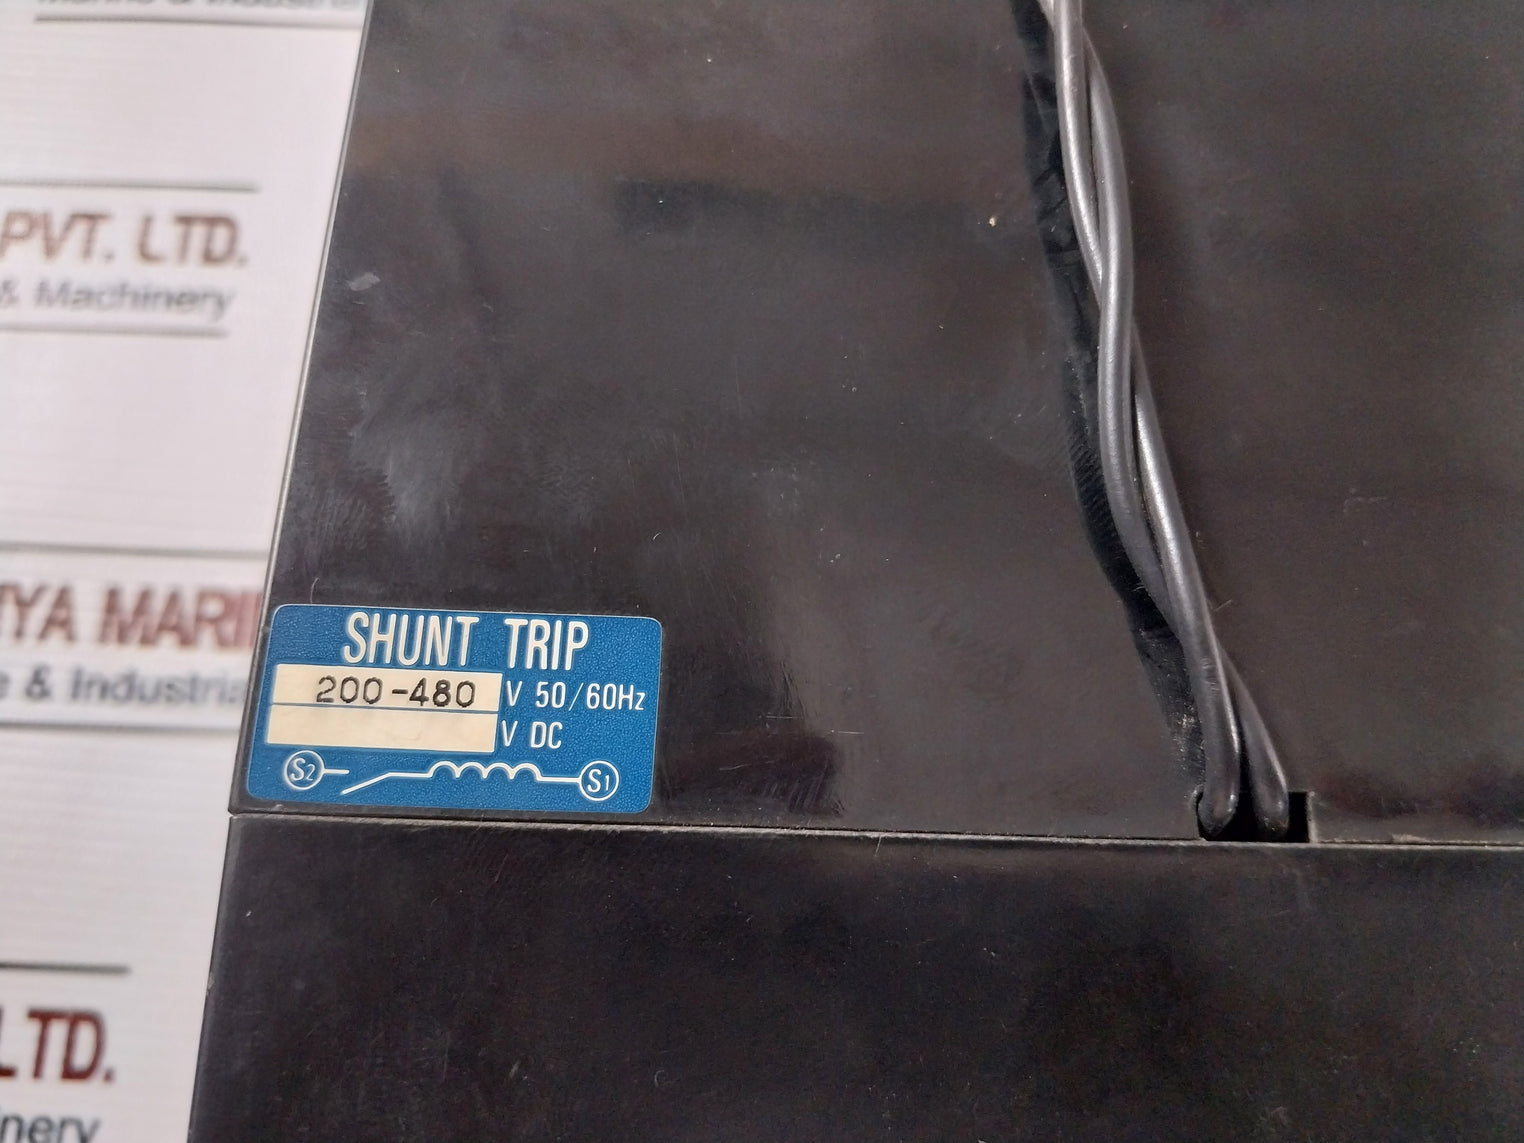 PVT. LTD.
& Machinery
YA MARI
& Industria
LTD.
SHUNT TRIP
200-480 V 50/60Hz
V DC
S2 S1